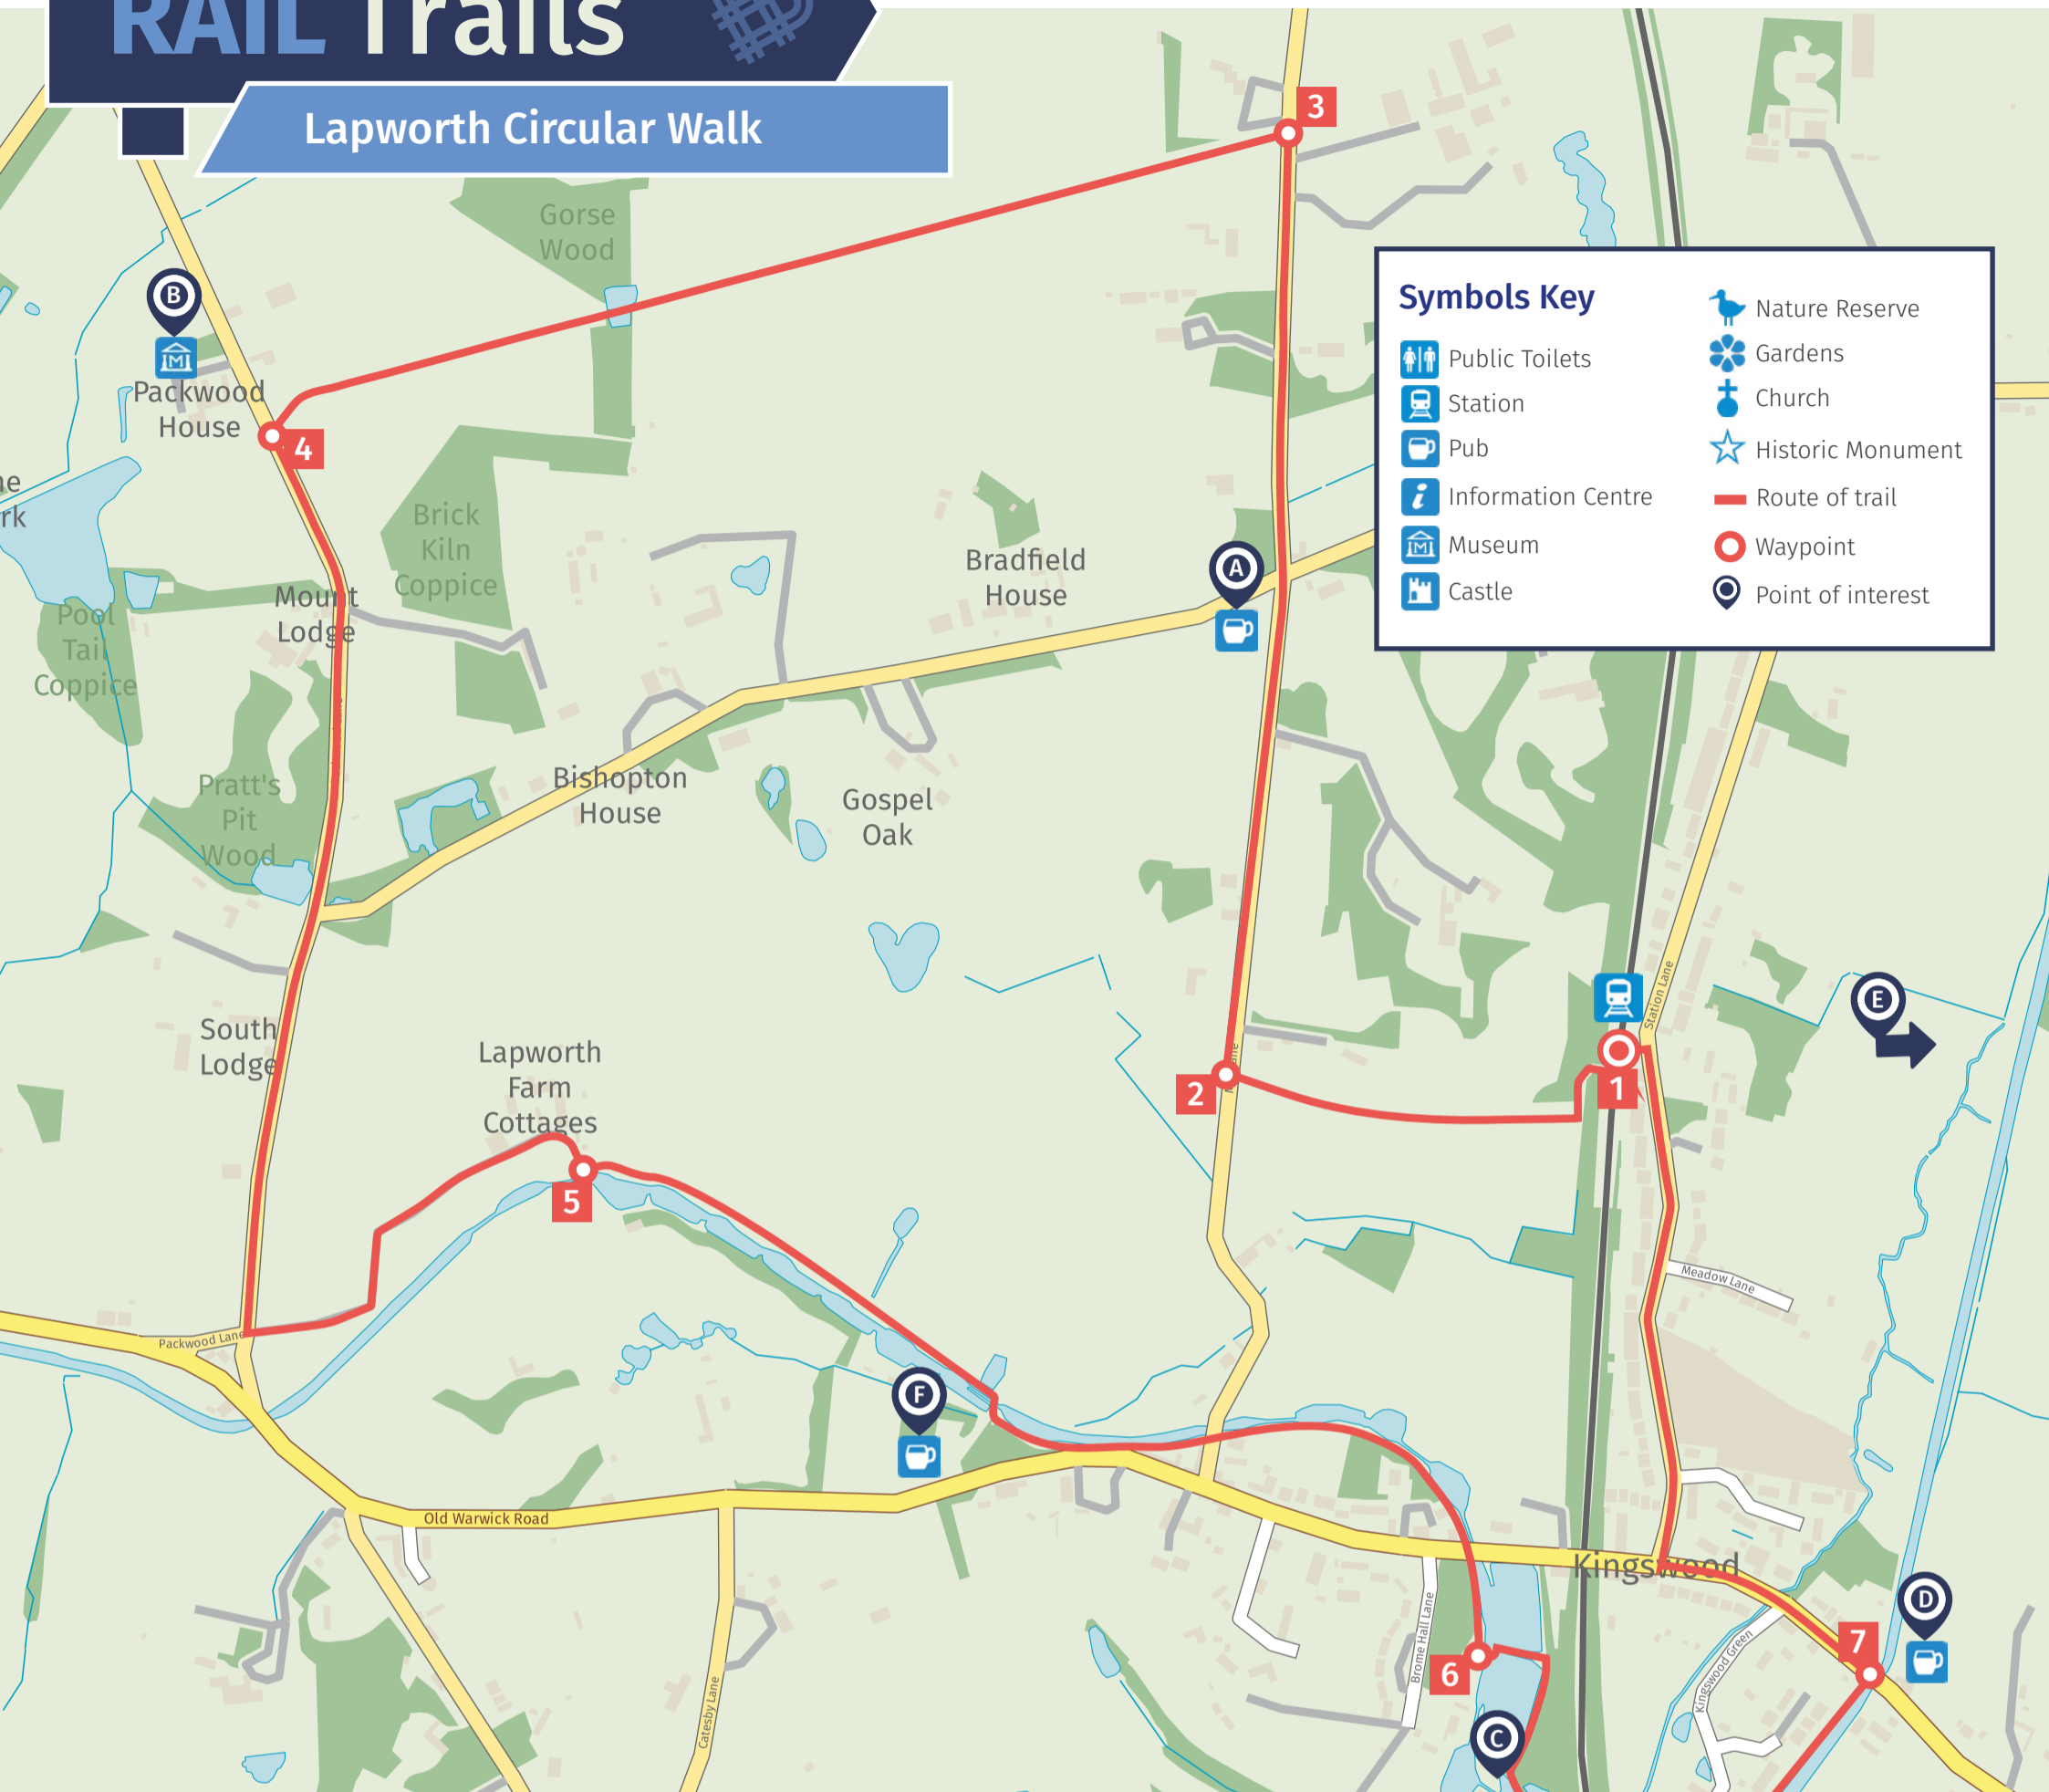 RAIL Trails
Lapworth Circular Walk
3
Gorse
Wood
B
Packwood
House
4
Symbols Key
Public Toilets
Station
Pub
Information Centre
Museum
Castle
Nature Reserve
Gardens
Church
Historic Monument
Route of trail
Waypoint
Point of interest
Brick
Kiln
Coppice
Bradfield
House
A
Mount
Lodge
Pool
Tail
Coppice
Pratt's
Pit
Wood
Bishopton
House
Gospel
Oak
Station Lane
E
South
Lodge
Lapworth
Farm
Cottages
2
1
5
Meadow Lane
Packwood Lane
F
Old Warwick Road
Kingswood
Brome Hall Lane
Kingswood Green
D
7
6
Catesby Lane
C